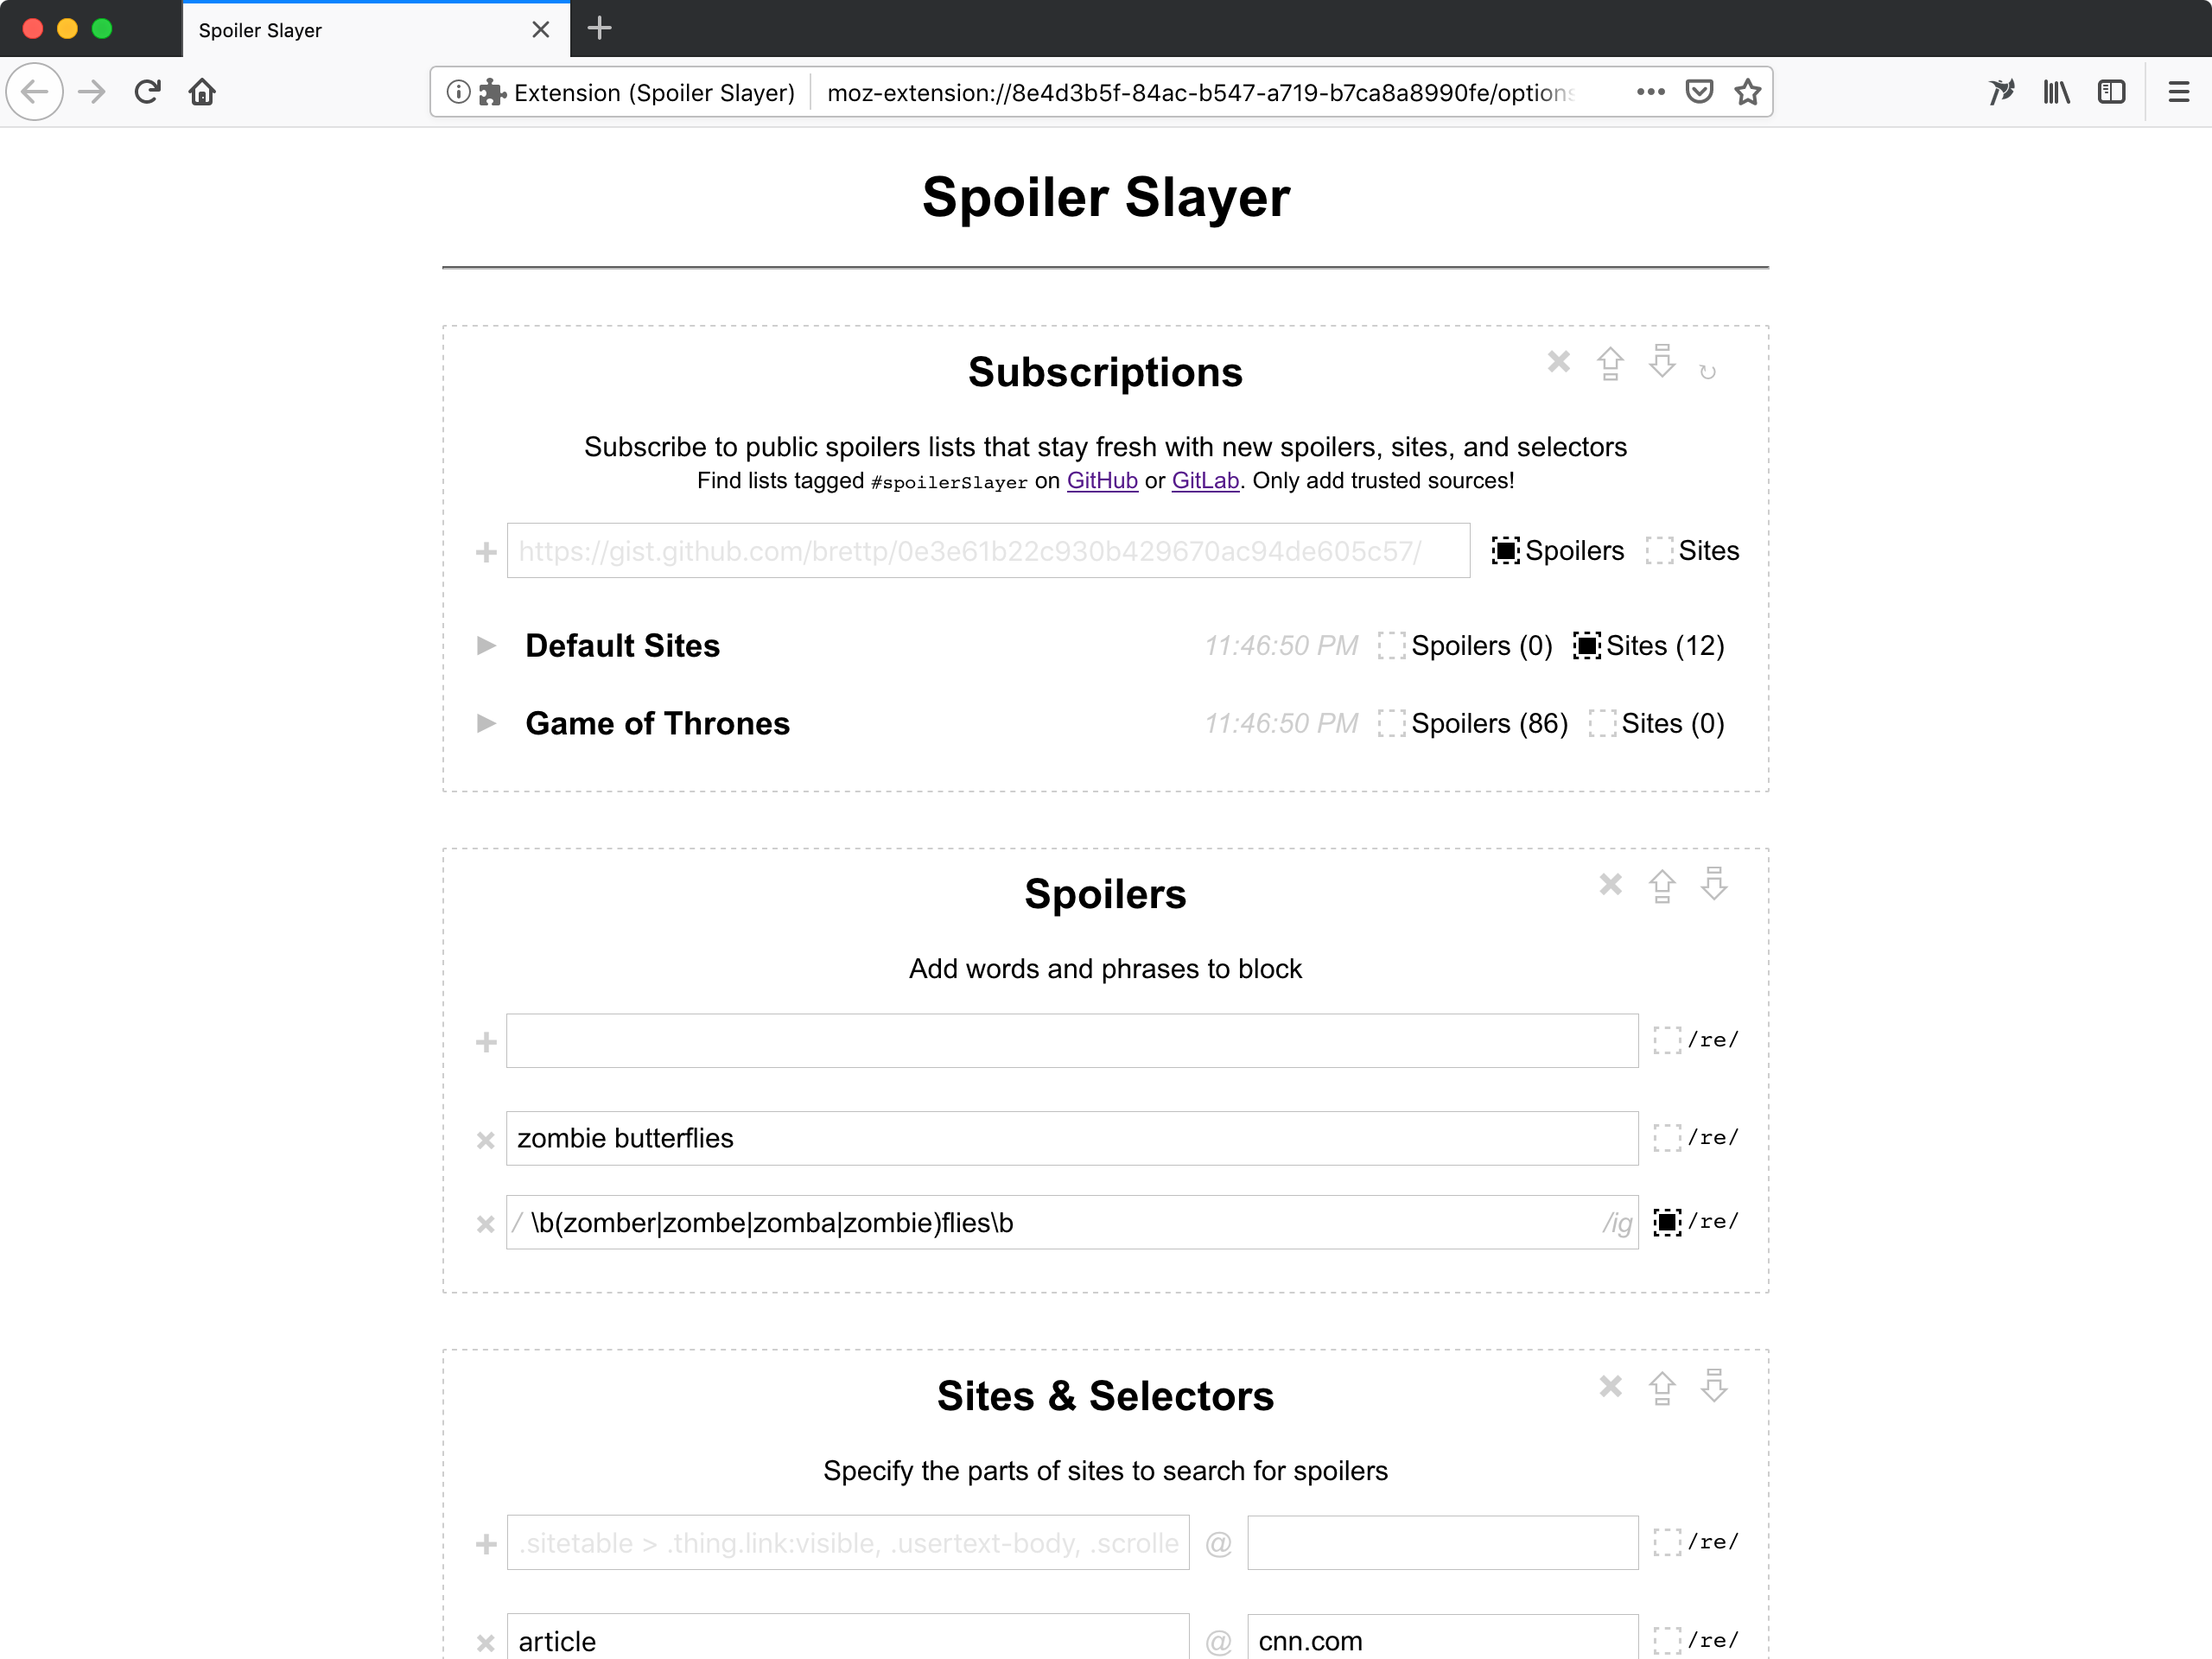 Spoiler Slayer
Extension (Spoiler Slayer) moz-extension://8e4d3b5f-84ac-b547-a719-b7ca8a8990fe/options
Spoiler Slayer
Subscriptions
Subscribe to public spoilers lists that stay fresh with new spoilers, sites, and selectors
Find lists tagged #spoilerSlayer on GitHub or GitLab. Only add trusted sources!
https://gist.github.com/brettp/0e3e61b22c930b429670ac94de605c57/ Spoilers Sites
Default Sites 11:46:50 PM Spoilers (0) Sites (12)
Game of Thrones 11:46:50 PM Spoilers (86) Sites (0)
Spoilers
Add words and phrases to block
/re/
zombie butterflies /re/
/ \b(zomber|zombe|zomba|zombie)flies\b /ig /re/
Sites & Selectors
Specify the parts of sites to search for spoilers
.sitetable > .thing.link:visible, .usertext-body, .scrolle @ /re/
article @ cnn.com /re/